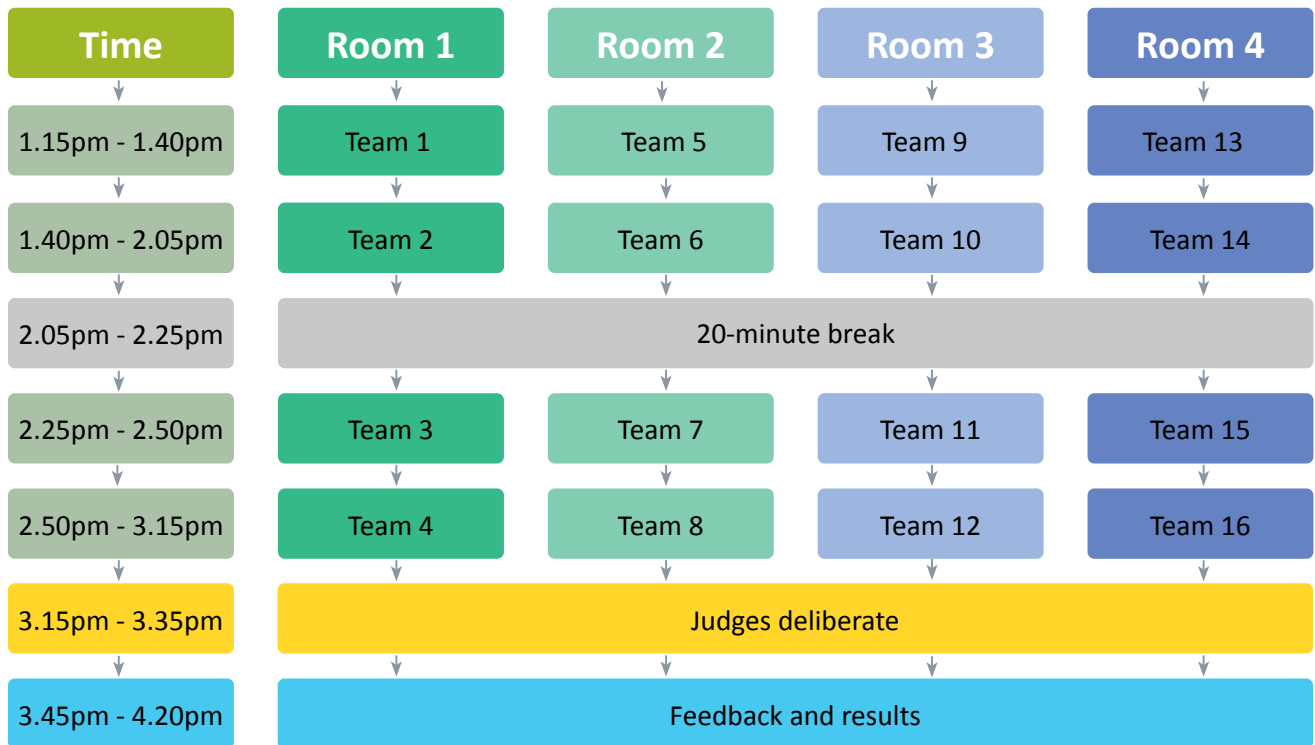 Time Room 1 Room 2 Room 3 Room 4
1.15pm - 1.40pm Team 1 Team 5 Team 9 Team 13
1.40pm - 2.05pm Team 2 Team 6 Team 10 Team 14
2.05pm - 2.25pm 20-minute break
2.25pm - 2.50pm Team 3 Team 7 Team 11 Team 15
2.50pm - 3.15pm Team 4 Team 8 Team 12 Team 16
3.15pm - 3.35pm Judges deliberate
3.45pm - 4.20pm Feedback and results